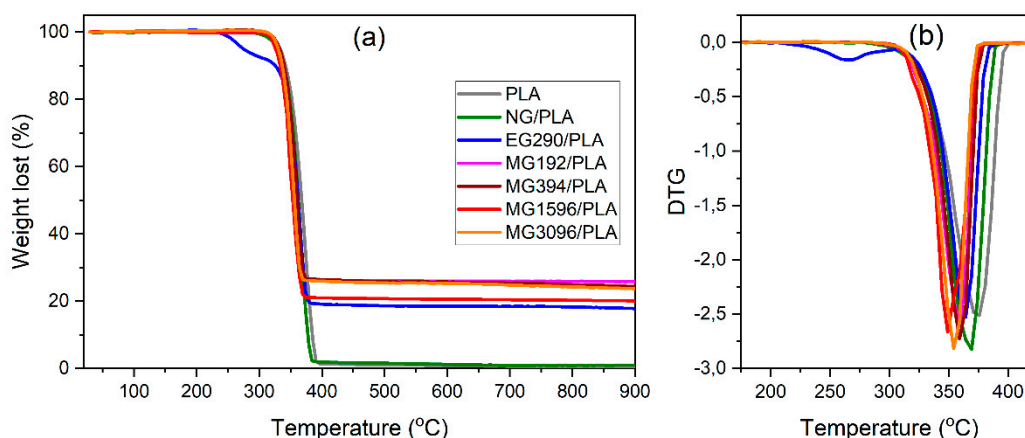 (a)
100
80
60
40
20
0
Weight lost (%)
100 200 300 400 500 600 700 800 900
Temperature (°C)
PLA
NG/PLA
EG290/PLA
MG192/PLA
MG394/PLA
MG1596/PLA
MG3096/PLA
(b)
0,0
-0,5
-1,0
-1,5
-2,0
-2,5
-3,0
DTG
200 250 300 350 400
Temperature (°C)